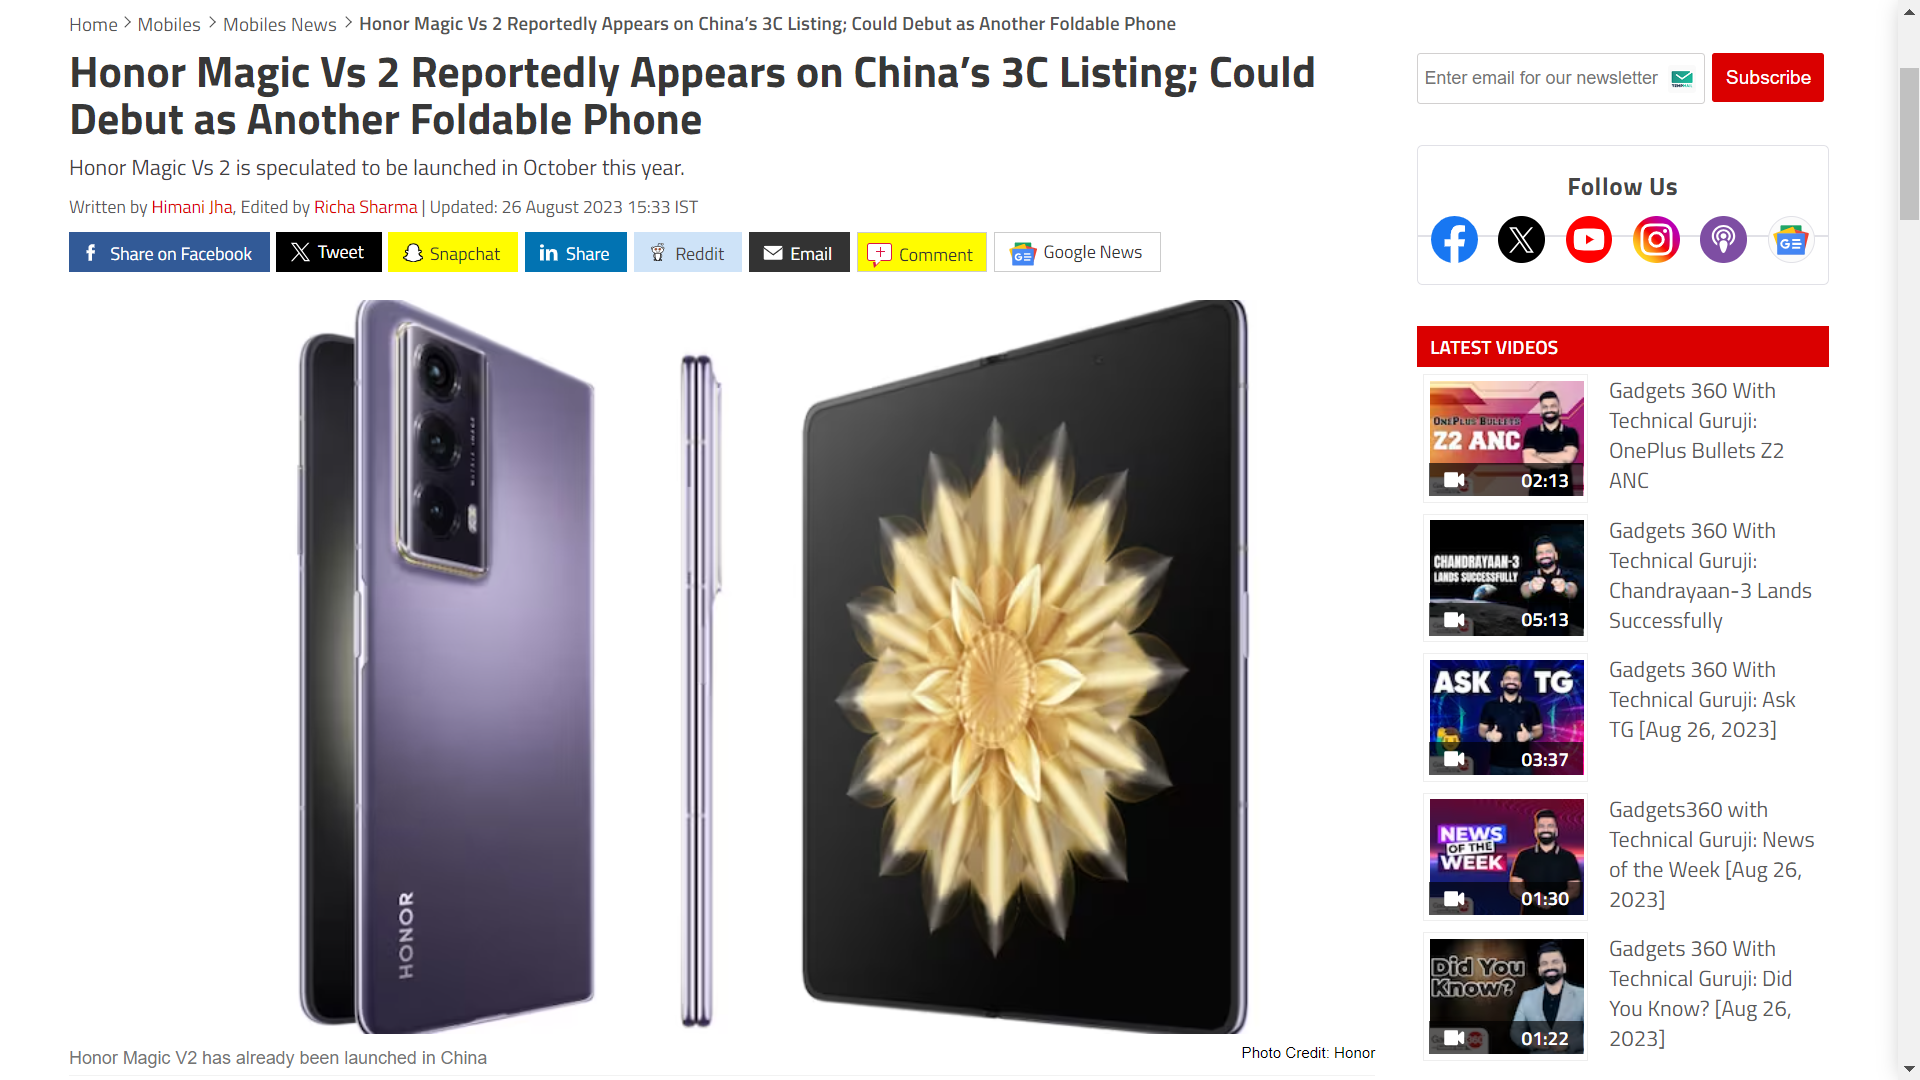 Home > Mobiles > Mobiles News > Honor Magic Vs 2 Reportedly Appears on China’s 3C Listing; Could Debut as Another Foldable Phone
Honor Magic Vs 2 Reportedly Appears on China’s 3C Listing; Could
Debut as Another Foldable Phone
Honor Magic Vs 2 is speculated to be launched in October this year.
Written by Himani Jha, Edited by Richa Sharma | Updated: 26 August 2023 15:33 IST
Share on Facebook Tweet Snapchat Share Reddit Email Comment Google News
HONOR
Honor Magic V2 has already been launched in China
Photo Credit: Honor
Enter email for our newsletter
Subscribe
Follow Us
LATEST VIDEOS
ONEPLUS BULLETS
Z2 ANC
02:13
Gadgets 360 With
Technical Guruji:
OnePlus Bullets Z2
ANC
CHANDRAYAAN-3
LANDS SUCCESSFULLY
05:13
Gadgets 360 With
Technical Guruji:
Chandrayaan-3 Lands
Successfully
ASK TG
03:37
Gadgets 360 With
Technical Guruji: Ask
TG [Aug 26, 2023]
NEWS
OF THE
WEEK
01:30
Gadgets360 with
Technical Guruji: News
of the Week [Aug 26,
2023]
Did You
Know?
01:22
Gadgets 360 With
Technical Guruji: Did
You Know? [Aug 26,
2023]